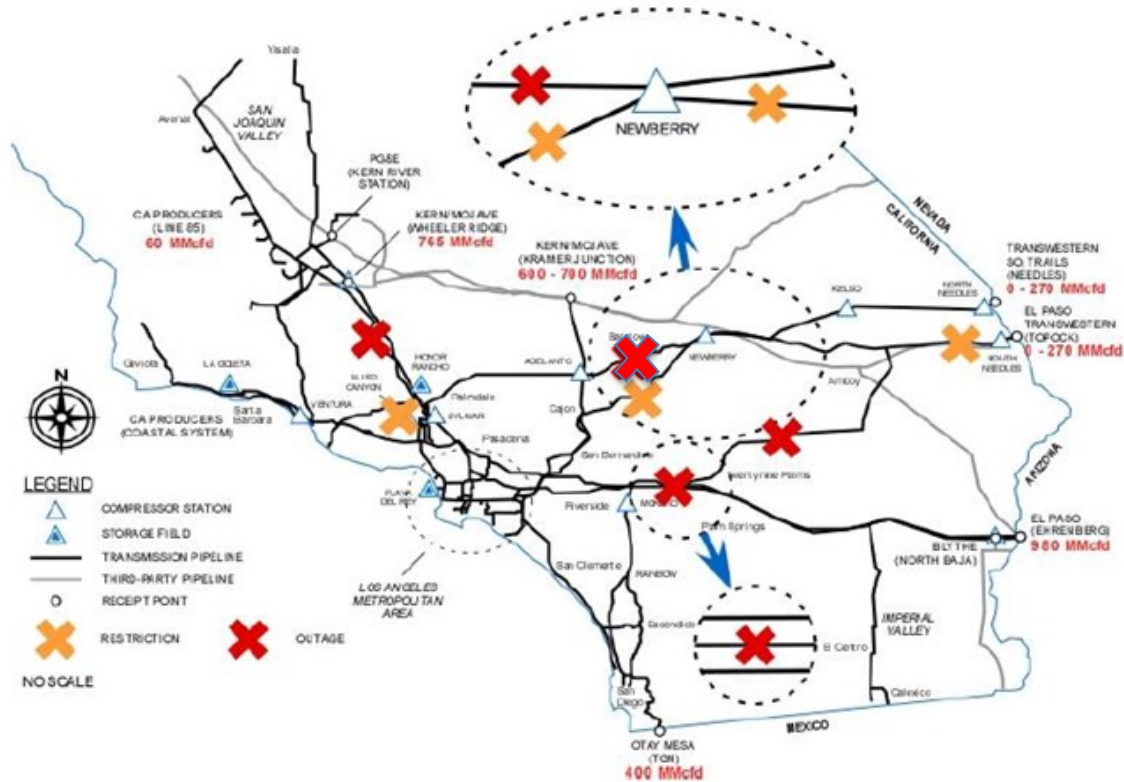 Visalia
Avenal
SAN
JOAQUIN
VALLEY
NEWBERRY
PG&E
(KERN RIVER
STATION)
CA PRODUCERS
(LINE 85)
60 MMcfd
KERN/MOJAVE
(WHEELER RIDGE)
765 MMcfd
KERN/MOJAVE
(KRAMER JUNCTION)
600 - 700 MMcfd
NEVADA
CALIFORNIA
TRANSWESTERN
SO. TRAILS
(NEEDLES)
0 - 270 MMcfd
KELSO
NORTH
NEEDLES
EL PASO
TRANSWESTERN
(TOPOCK)
0 - 270 MMcfd
SOUTH
NEEDLES
NEWBERRY
ADELANTO
Amboy
N
Goviota
LA GOLETA
HONOR
RANCHO
CANYON
Palmdale
Santa
Barbara
VENTURA
SYLMAR
Cajon
CA PRODUCERS
(COASTAL SYSTEM)
Pasadena
San Bernardino
Twentynine Palms
ARIZONA
PLAYA
DEL REY
Riverside
Palm Springs
EL PASO
(EHRENBERG)
980 MMcfd
BLYTHE
(NORTH BAJA)
LEGEND
COMPRESSOR STATION
STORAGE FIELD
TRANSMISSION PIPELINE
THIRD-PARTY PIPELINE
RECEIPT POINT
RESTRICTION
OUTAGE
NO SCALE
LOS ANGELES
METROPOLITAN
AREA
San Clemente
RAINBOW
Escondido
IMPERIAL
VALLEY
El Centro
San
Diego
Calexico
MEXICO
OTAY MESA
(TGN)
400 MMcfd